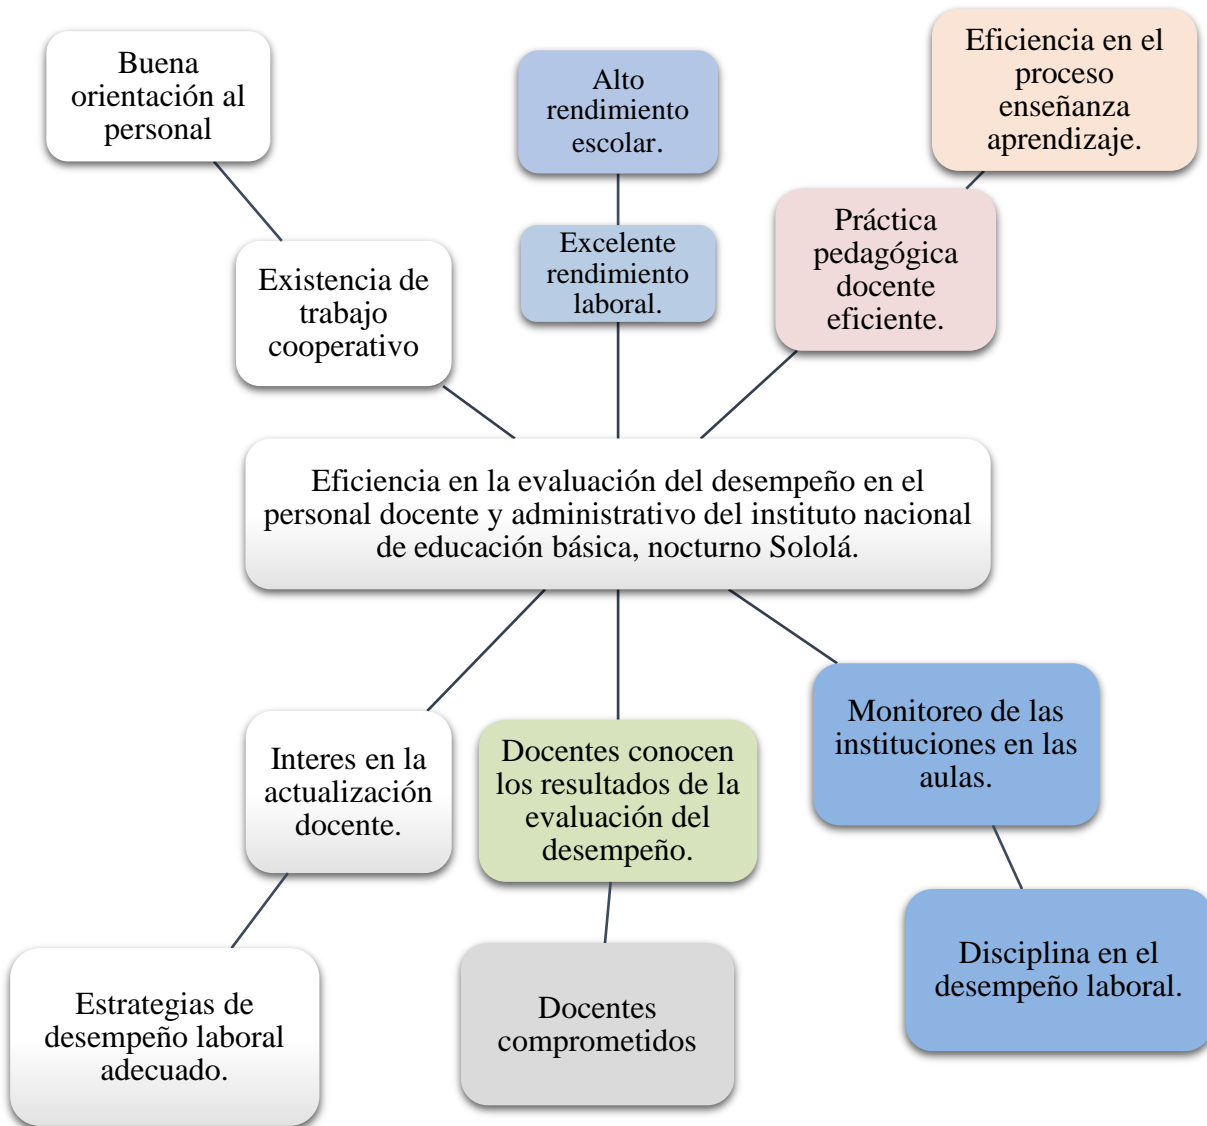 Buena
orientación al
personal
Alto
rendimiento
escolar.
Eficiencia en el
proceso
enseñanza
aprendizaje.
Existencia de
trabajo
cooperativo
Excelente
rendimiento
laboral.
Práctica
pedagógica
docente
eficiente.
Eficiencia en la evaluación del desempeño en el
personal docente y administrativo del instituto nacional
de educación básica, nocturno Sololá.
Interes en la
actualización
docente.
Docentes conocen
los resultados de la
evaluación del
desempeño.
Monitoreo de las
instituciones en las
aulas.
Estrategias de
desempeño laboral
adecuado.
Docentes
comprometidos
Disciplina en el
desempeño laboral.